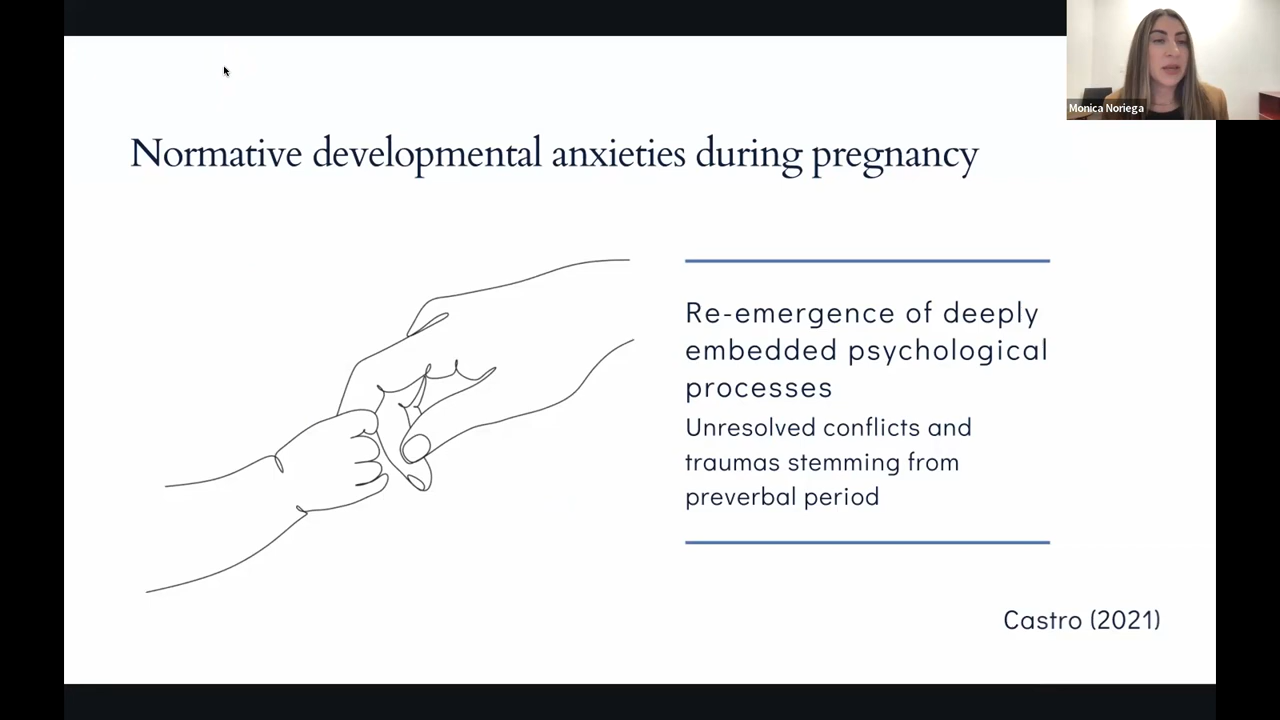 Monica Noriega
Normative developmental anxieties during pregnancy
Re-emergence of deeply
embedded psychological
processes
Unresolved conflicts and
traumas stemming from
preverbal period
Castro (2021)